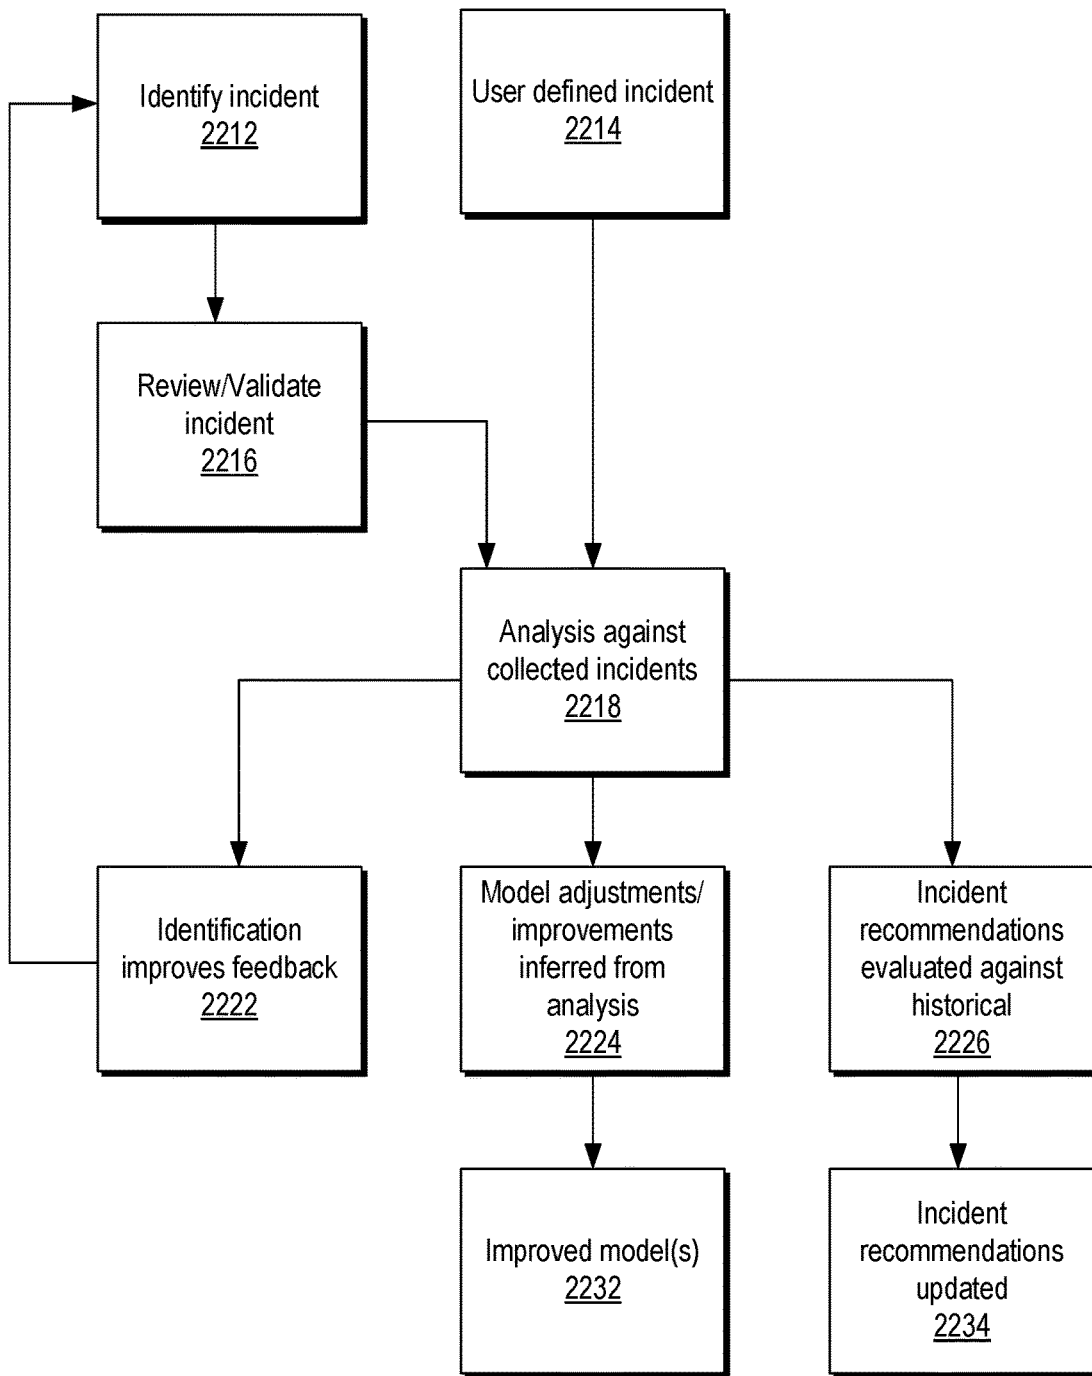 Identify incident
2212
User defined incident
2214
Review/Validate
incident
2216
Analysis against
collected incidents
2218
Identification
improves feedback
2222
Model adjustments/
improvements
inferred from
analysis
2224
Incident
recommendations
evaluated against
historical
2226
Improved model(s)
2232
Incident
recommendations
updated
2234